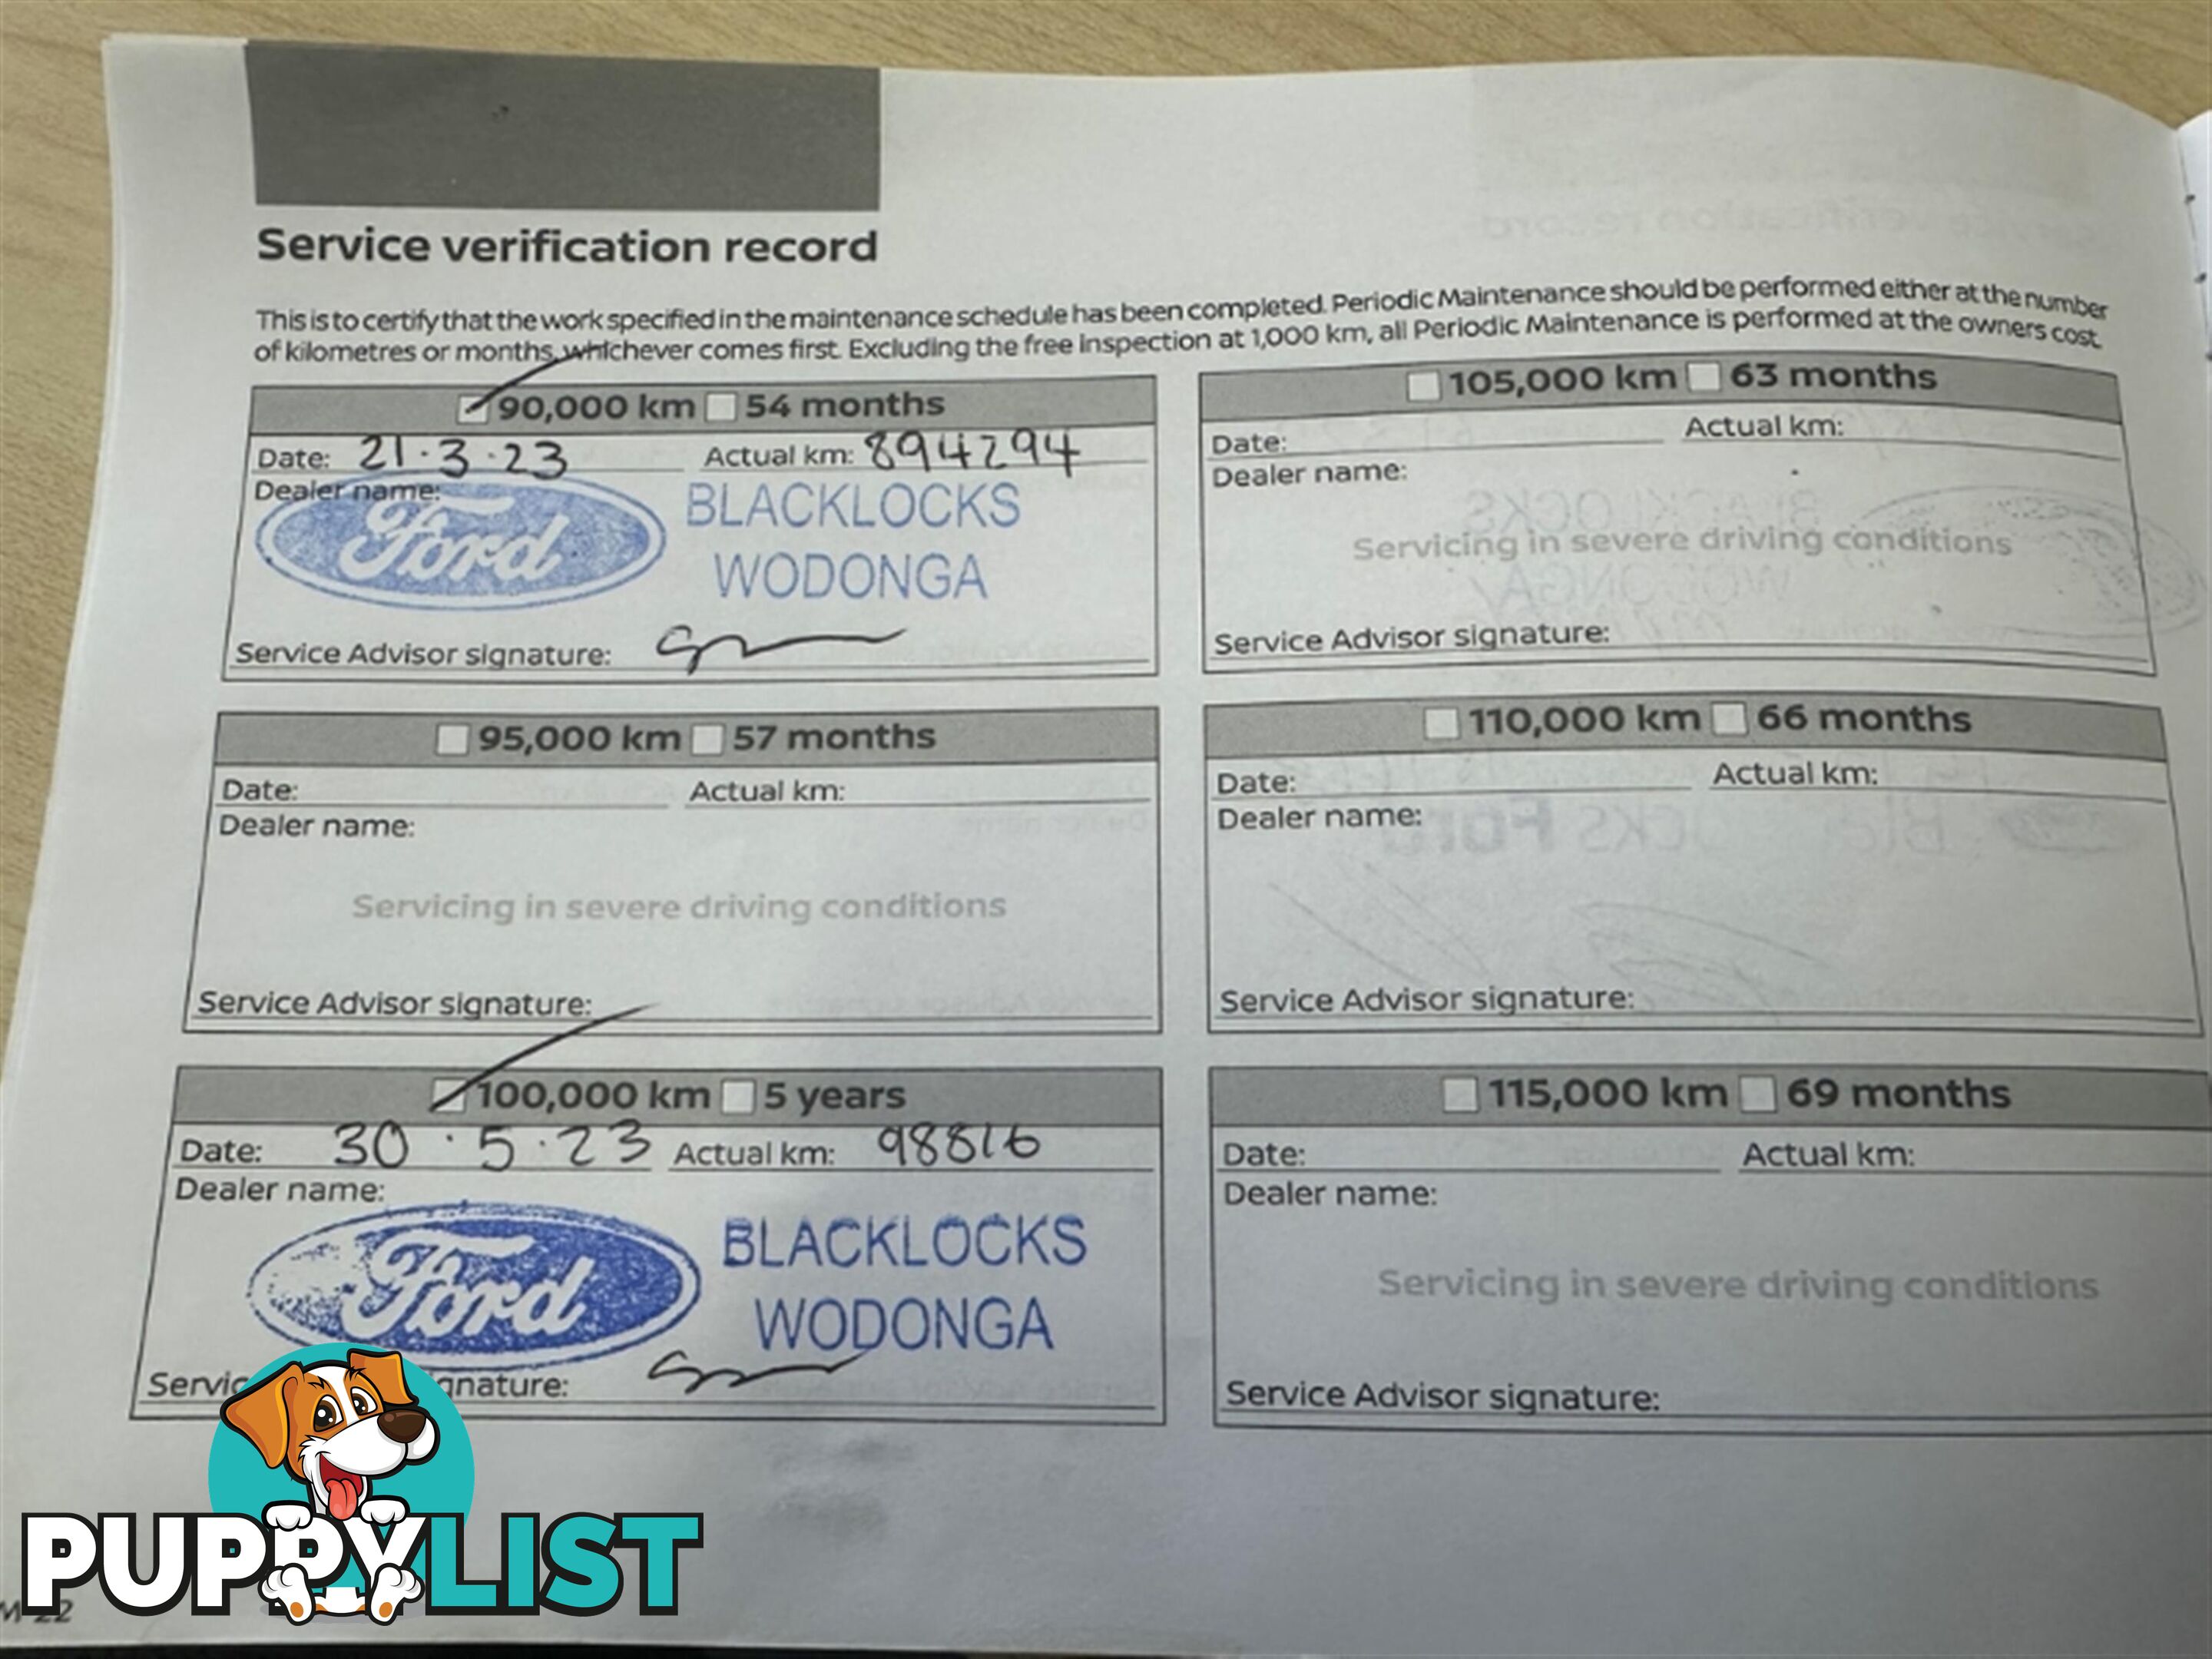 Service verification record
This is to certify that the work specified in the maintenance schedule has been completed. Periodic Maintenance should be performed either at the number
of kilometres or months, whichever comes first. Excluding the free inspection at 1,000 km, all Periodic Maintenance is performed at the owners cost.
90,000 km 54 months
Date: 21.3.23 Actual km: 894294
Dealer name:
Ford BLACKLOCKS
WODONGA
Service Advisor signature:
95,000 km 57 months
Date: Actual km:
Dealer name:
Servicing in severe driving conditions
Service Advisor signature:
100,000 km 5 years
Date: 30.5.23 Actual km: 98816
Dealer name:
Ford BLACKLOCKS
WODONGA
Servic gnature:
105,000 km 63 months
Date: Actual km:
Dealer name:
Servicing in severe driving conditions
Service Advisor signature:
110,000 km 66 months
Date: Actual km:
Dealer name:
Service Advisor signature:
115,000 km 69 months
Date: Actual km:
Dealer name:
Servicing in severe driving conditions
Service Advisor signature:
PUPPYLIST
22